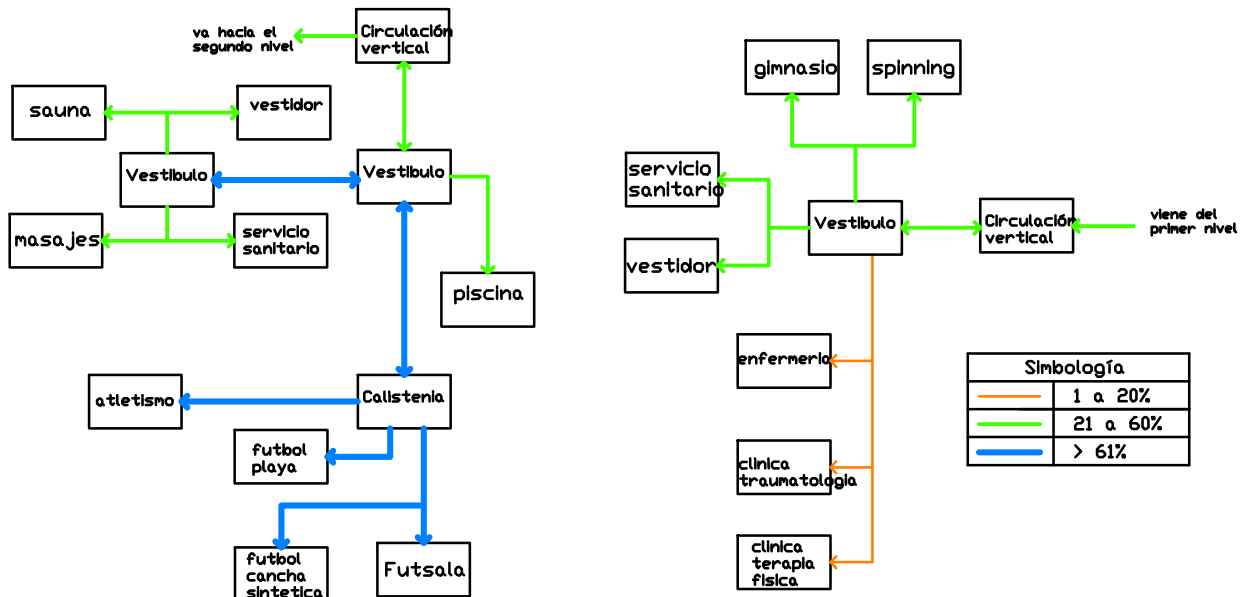 va hacia el
segundo nivel
Circulación
vertical
sauna
vestidor
Vestibulo
Vestibulo
masajes
servicio
sanitario
piscina
atletismo
Calistenia
futbol
playa
futbol
cancha
sintetica
Futsala
gimnasio
spinning
servicio
sanitario
vestidor
Vestibulo
Circulación
vertical
viene del
primer nivel
enfermeria
clinica
traumatologia
clinica
terapia
fisica
Simbología
1 a 20%
21 a 60%
> 61%